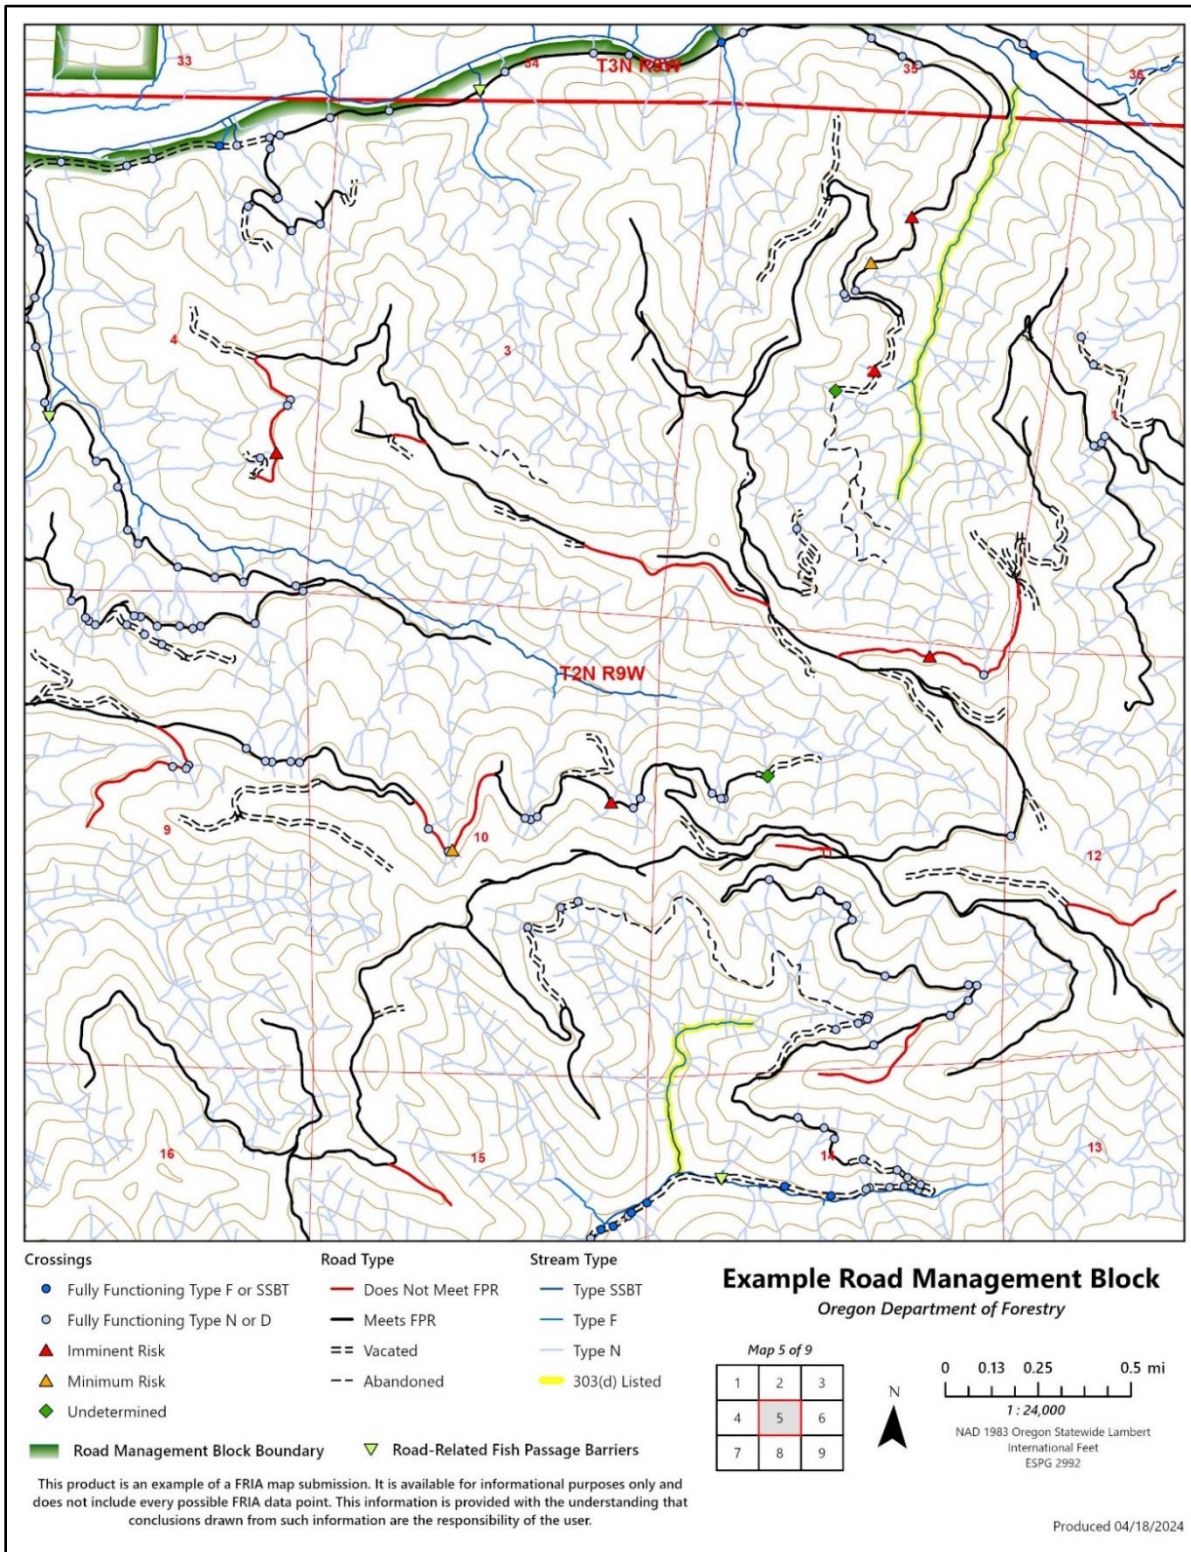 33
34
T3N R9W
35
36
4
3
1
T2N R9W
9
10
11
12
16
15
14
13
Crossings
Fully Functioning Type F or SSBT
Fully Functioning Type N or D
Imminent Risk
Minimum Risk
Undetermined
Road Type
Does Not Meet FPR
Meets FPR
Vacated
Abandoned
Stream Type
Type SSBT
Type F
Type N
303(d) Listed
Road Management Block Boundary
Road-Related Fish Passage Barriers
This product is an example of a FRIA map submission. It is available for informational purposes only and
does not include every possible FRIA data point. This information is provided with the understanding that
conclusions drawn from such information are the responsibility of the user.
Example Road Management Block
Oregon Department of Forestry
Map 5 of 9
1 2 3
4 5 6
7 8 9
N
0 0.13 0.25 0.5 mi
1 : 24,000
NAD 1983 Oregon Statewide Lambert
International Feet
ESPG 2992
Produced 04/18/2024